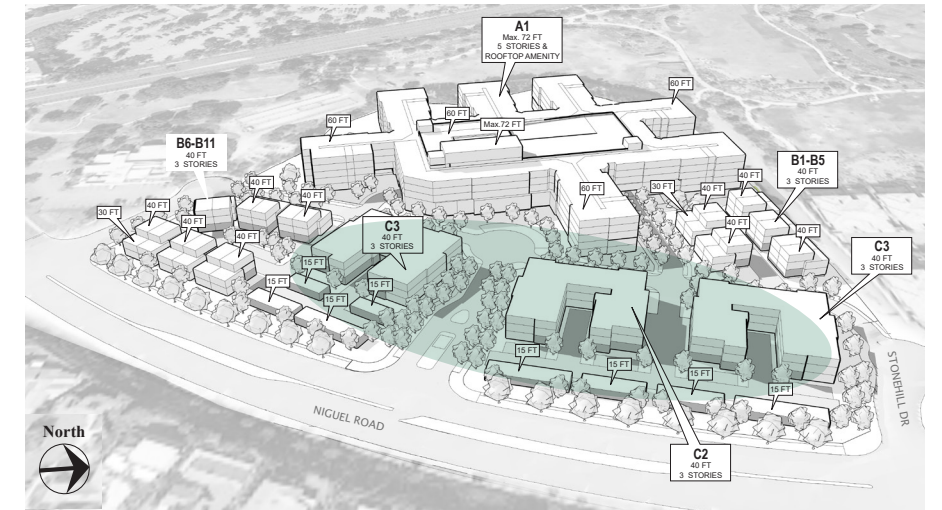 A1
Max. 72 FT
5 STORIES &
ROOFTOP AMENITY
60 FT
60 FT
Max.72 FT
60 FT
B6-B11
40 FT
3 STORIES
B1-B5
40 FT
3 STORIES
40 FT
40 FT
30 FT
40 FT
40 FT
40 FT
60 FT
30 FT
40 FT
40 FT
40 FT
40 FT
C3
40 FT
3 STORIES
C3
40 FT
3 STORIES
15 FT
15 FT
15 FT
15 FT
15 FT
15 FT
15 FT
15 FT
C2
40 FT
3 STORIES
NIGUEL ROAD
STONEHILL DR
North